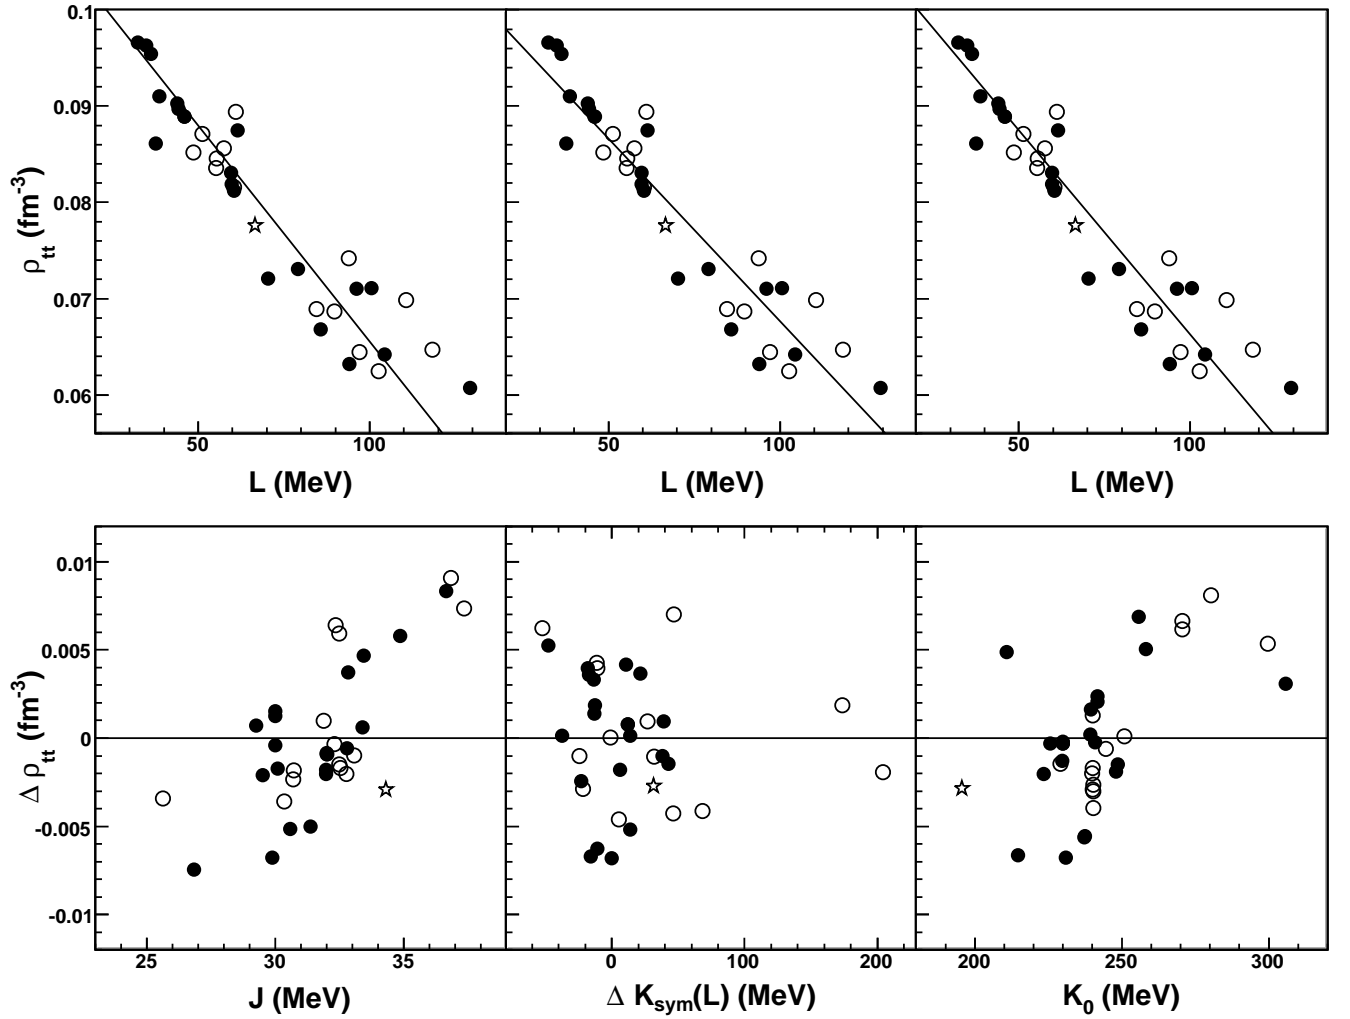 0.1
0.09
0.08
0.07
0.06
ρtt (fm-3)
50 100 50 100 50 100
L (MeV) L (MeV) L (MeV)
0.01
0.005
0
-0.005
-0.01
Δ ρtt (fm-3)
25 30 35 0 100 200 200 250 300
J (MeV) Δ Ksym(L) (MeV) K0 (MeV)